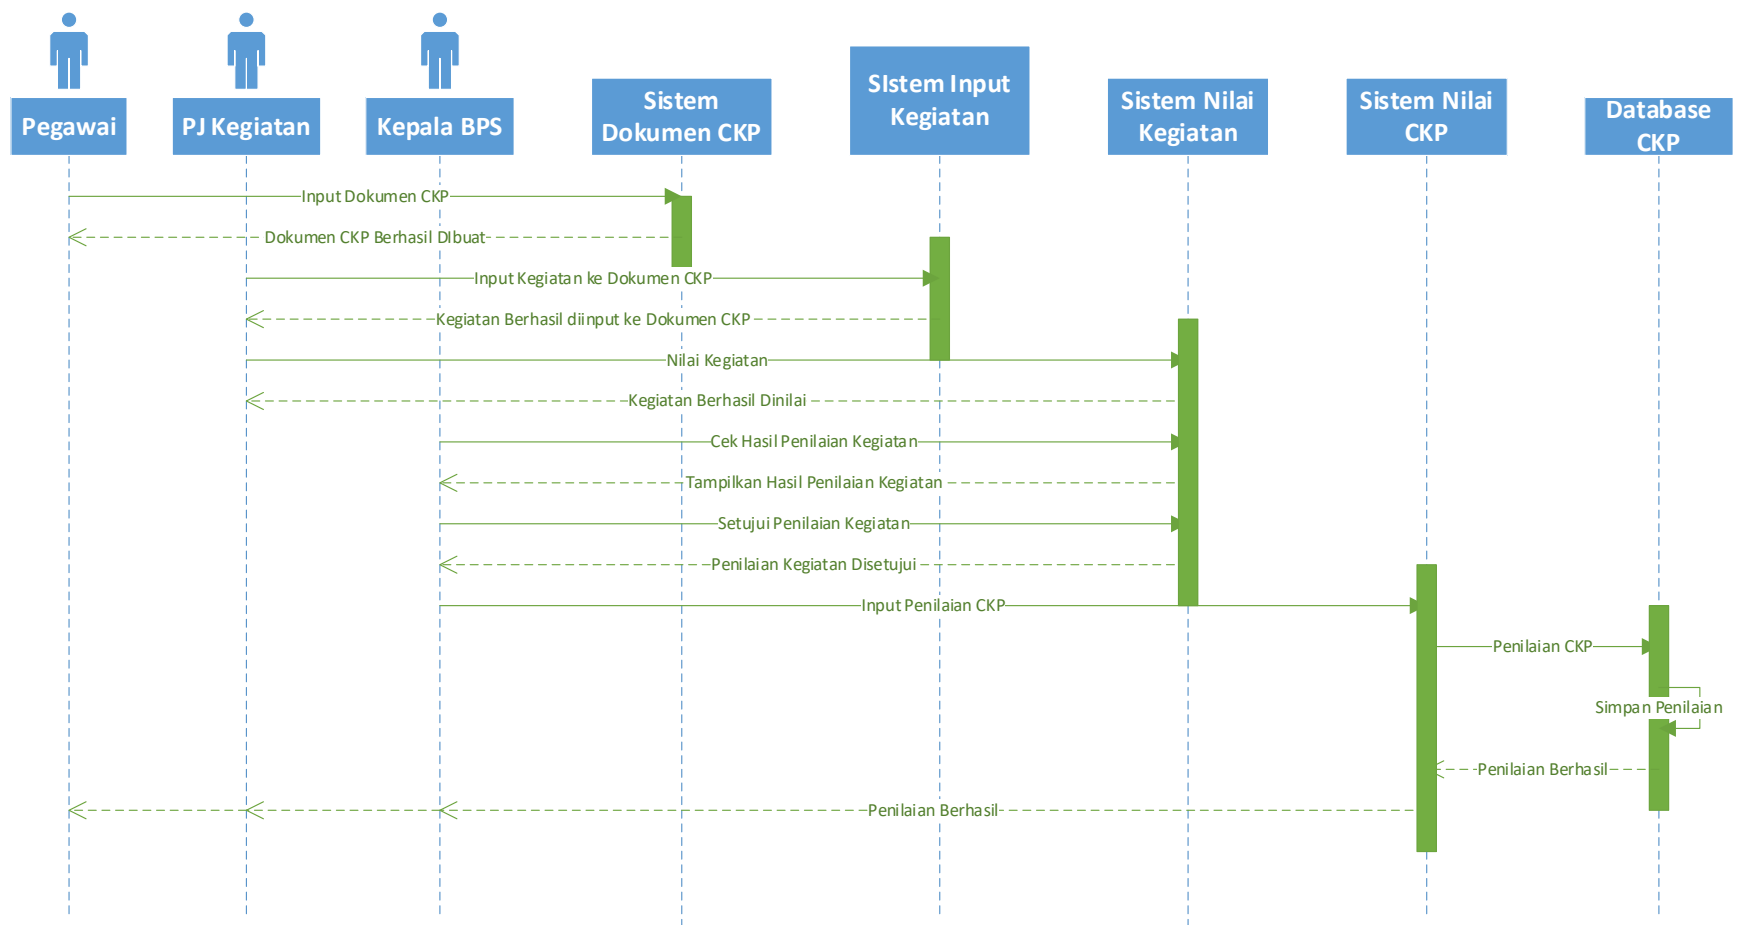 Pegawai
PJ Kegiatan
Kepala BPS
Sistem
Dokumen CKP
SIstem Input
Kegiatan
Sistem Nilai
Kegiatan
Sistem Nilai
CKP
Database
CKP
Input Dokumen CKP
Dokumen CKP Berhasil DIbuat
Input Kegiatan ke Dokumen CKP
Kegiatan Berhasil diinput ke Dokumen CKP
Nilai Kegiatan
Kegiatan Berhasil Dinilai
Cek Hasil Penilaian Kegiatan
Tampilkan Hasil Penilaian Kegiatan
Setujui Penilaian Kegiatan
Penilaian Kegiatan Disetujui
Input Penilaian CKP
Penilaian CKP
Simpan Penilaian
Penilaian Berhasil
Penilaian Berhasil